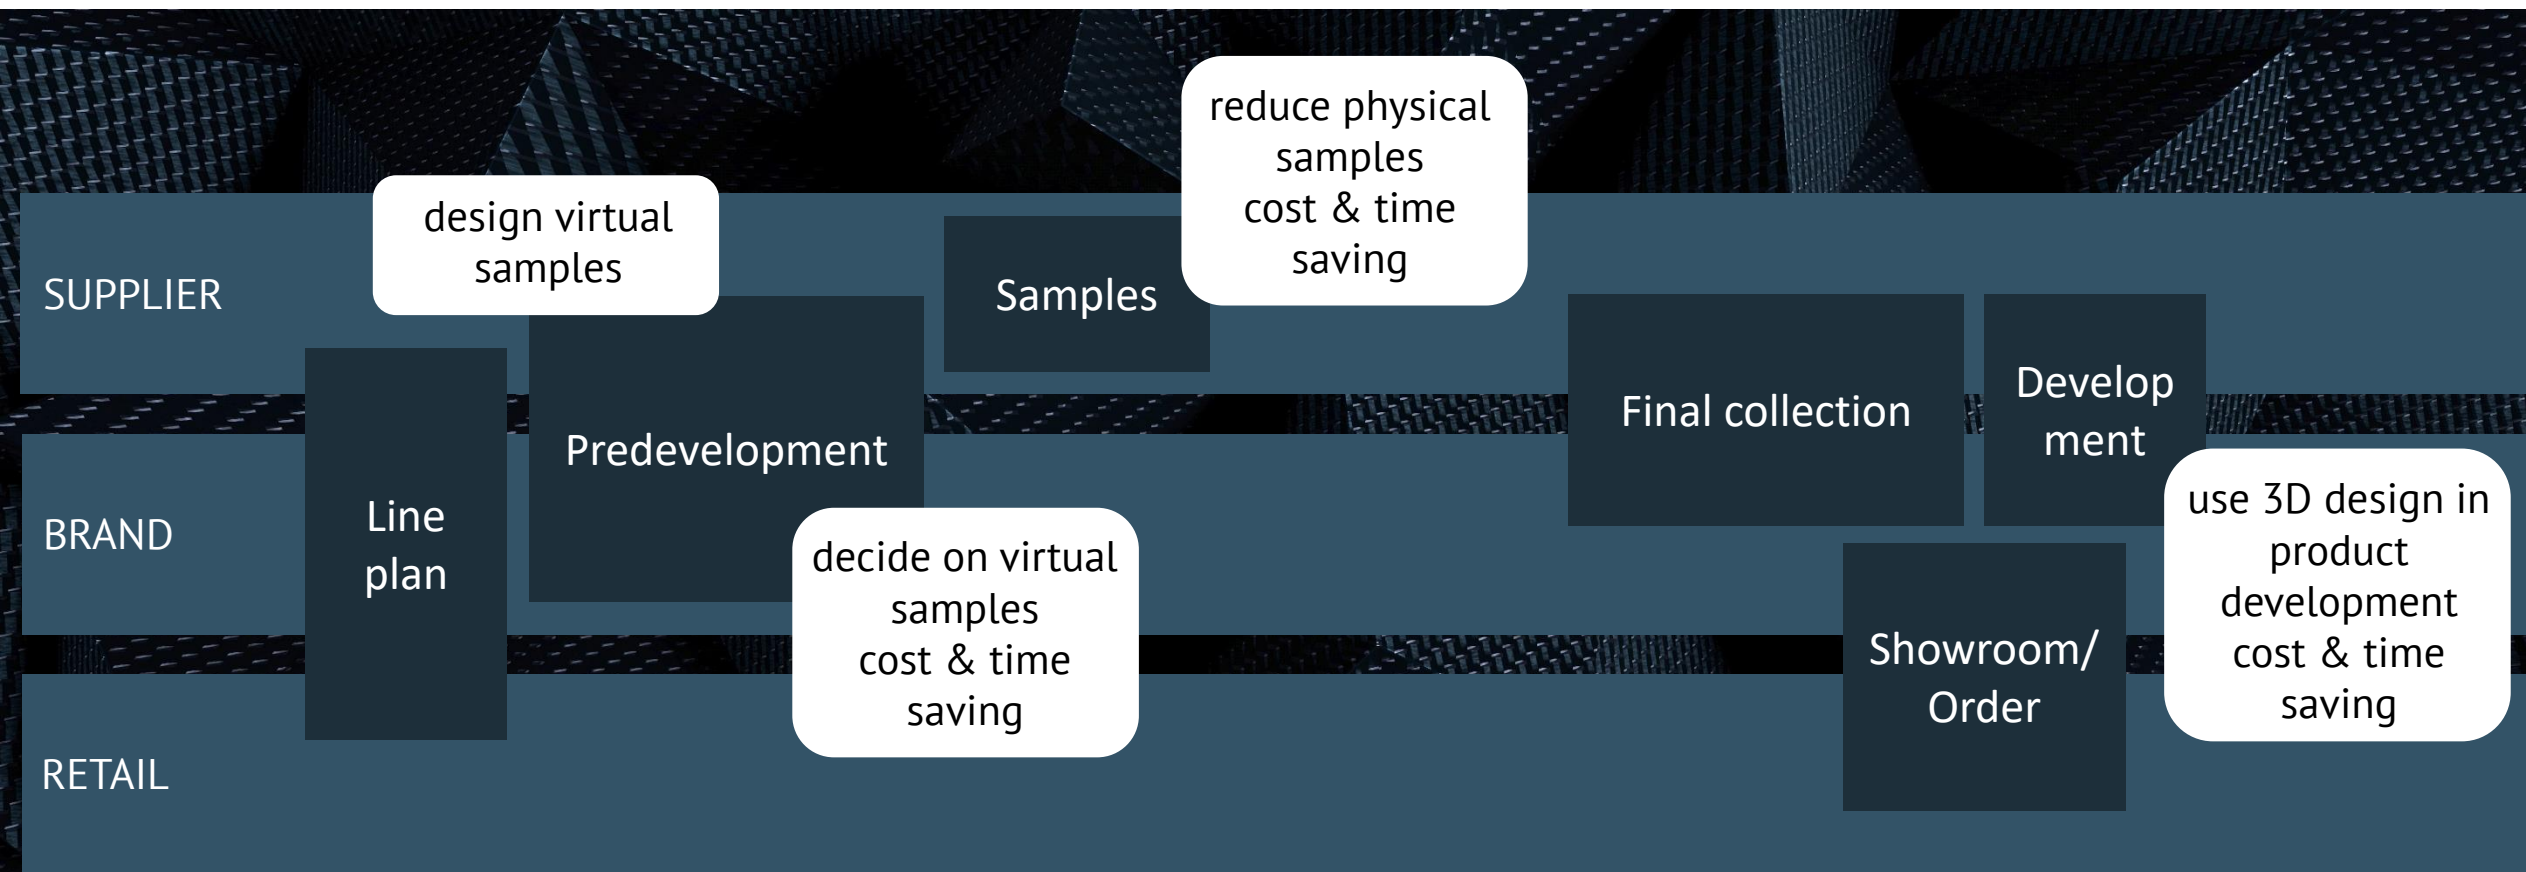 reduce physical
samples
cost & time
saving
design virtual
samples
SUPPLIER
Samples
Final collection
Develop
ment
Predevelopment
BRAND
Line
plan
decide on virtual
samples
cost & time
saving
use 3D design in
product
development
cost & time
saving
Showroom/
Order
RETAIL